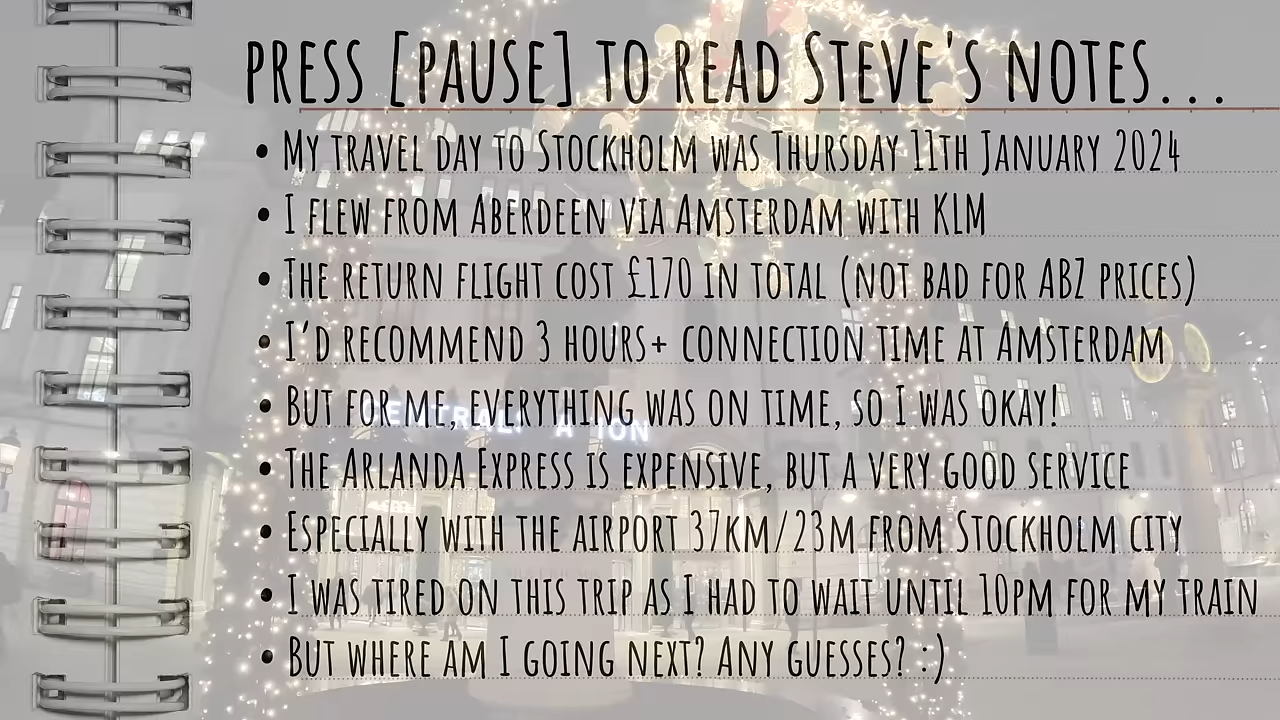 Press [pause] to read Steve's notes...
• My travel day to Stockholm was Thursday 11th January 2024
• I flew from Aberdeen via Amsterdam with KLM
• The return flight cost £170 in total (not bad for ABZ prices)
• I'd recommend 3 hours+ connection time at Amsterdam
• But for me, everything was on time, so I was okay!
• The Arlanda Express is expensive, but a very good service
• Especially with the airport 37km/23m from Stockholm city
• I was tired on this trip as I had to wait until 10pm for my train
• But where am I going next? Any guesses? :)